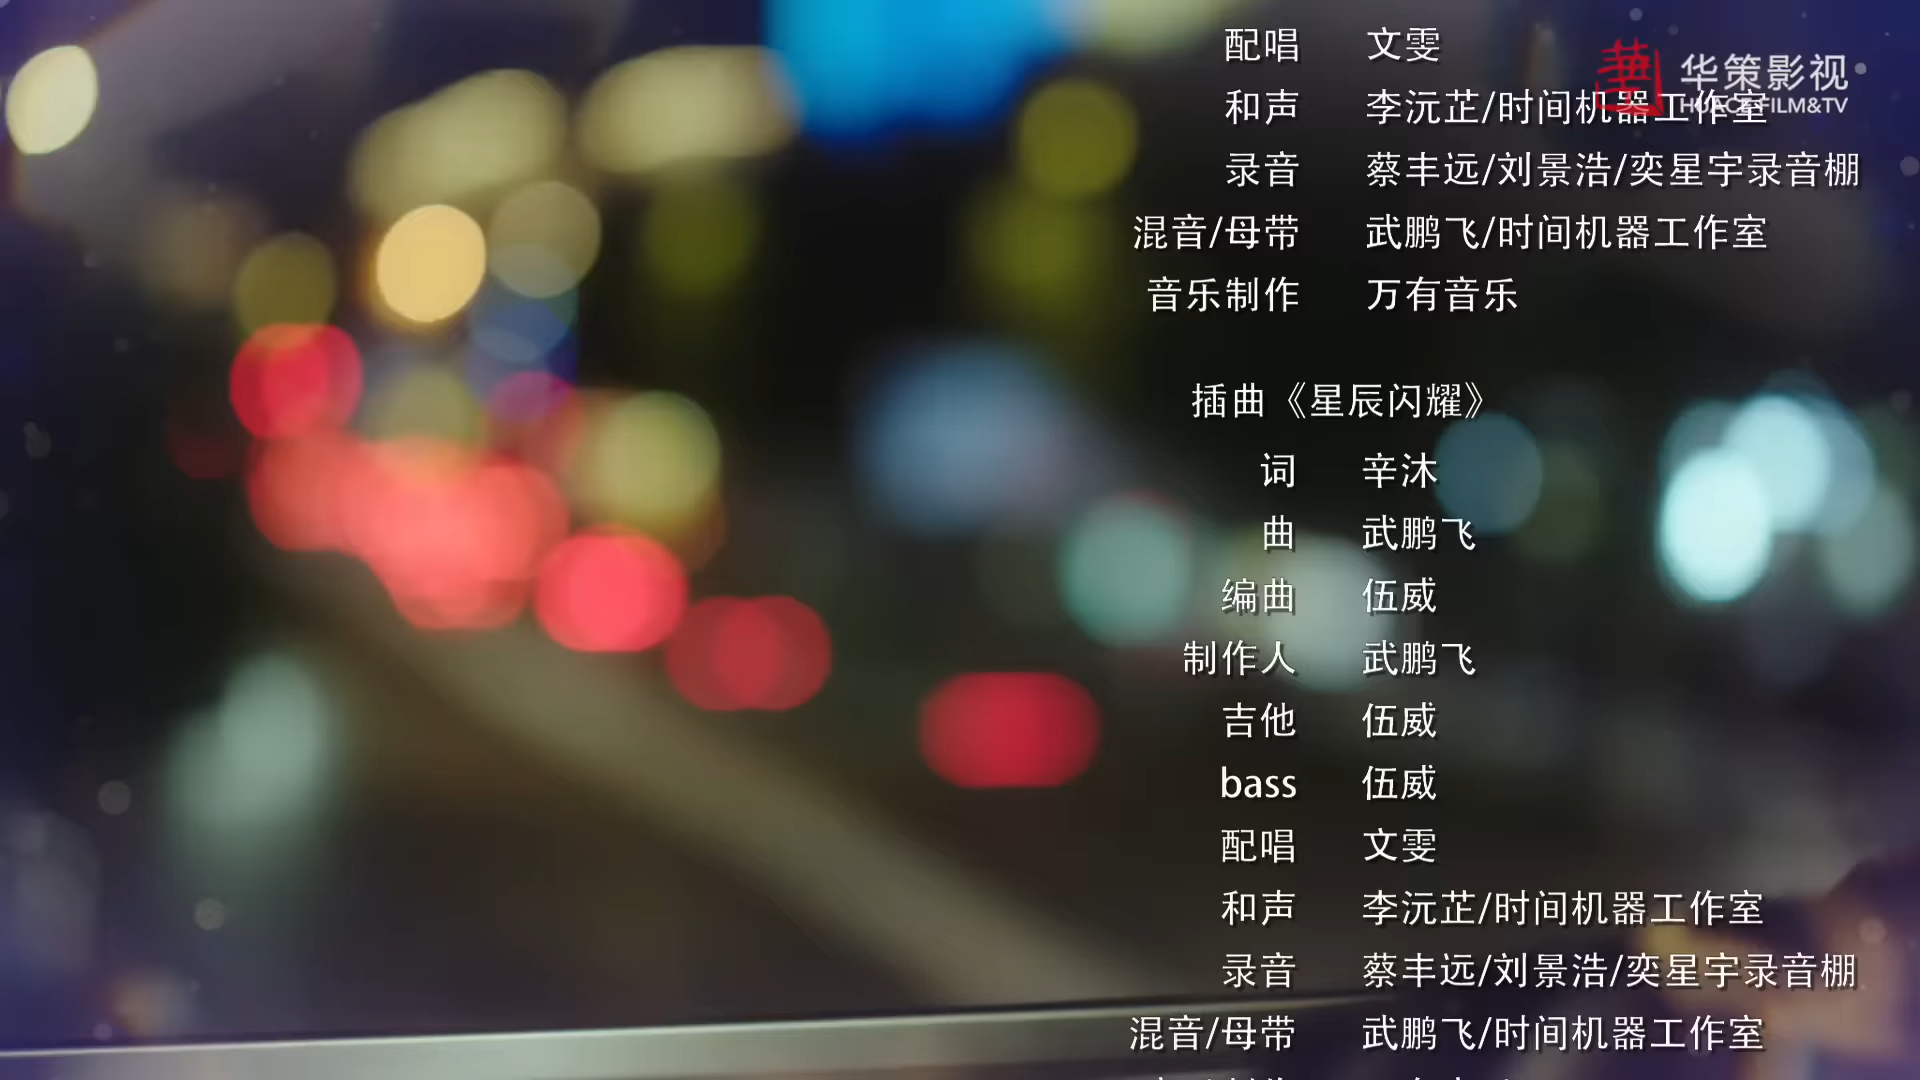 配唱 文雯
华策影视
HUACE FILM&TV
和声 李沅芷/时间机器工作室
录音 蔡丰远/刘景浩/奕星宇录音棚
混音/母带 武鹏飞/时间机器工作室
音乐制作 万有音乐
插曲《星辰闪耀》
词 辛沐
曲 武鹏飞
编曲 伍威
制作人 武鹏飞
吉他 伍威
bass 伍威
配唱 文雯
和声 李沅芷/时间机器工作室
录音 蔡丰远/刘景浩/奕星宇录音棚
混音/母带 武鹏飞/时间机器工作室